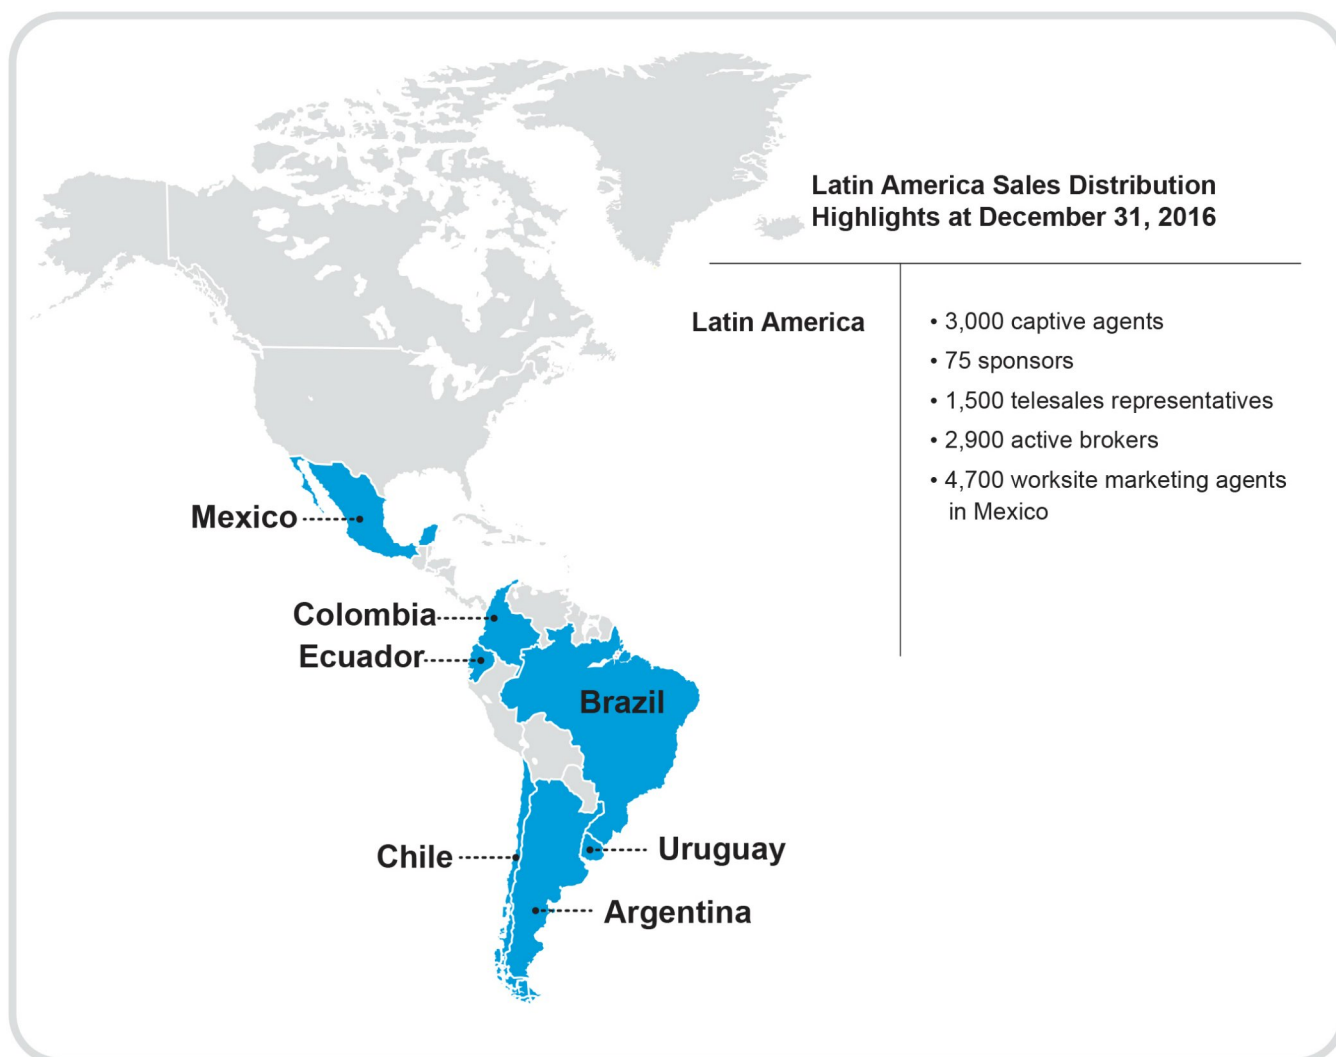 Latin America Sales Distribution
Highlights at December 31, 2016
Latin America
• 3,000 captive agents
• 75 sponsors
• 1,500 telesales representatives
• 2,900 active brokers
• 4,700 worksite marketing agents
in Mexico
Mexico
Colombia
Ecuador
Brazil
Chile
Uruguay
Argentina